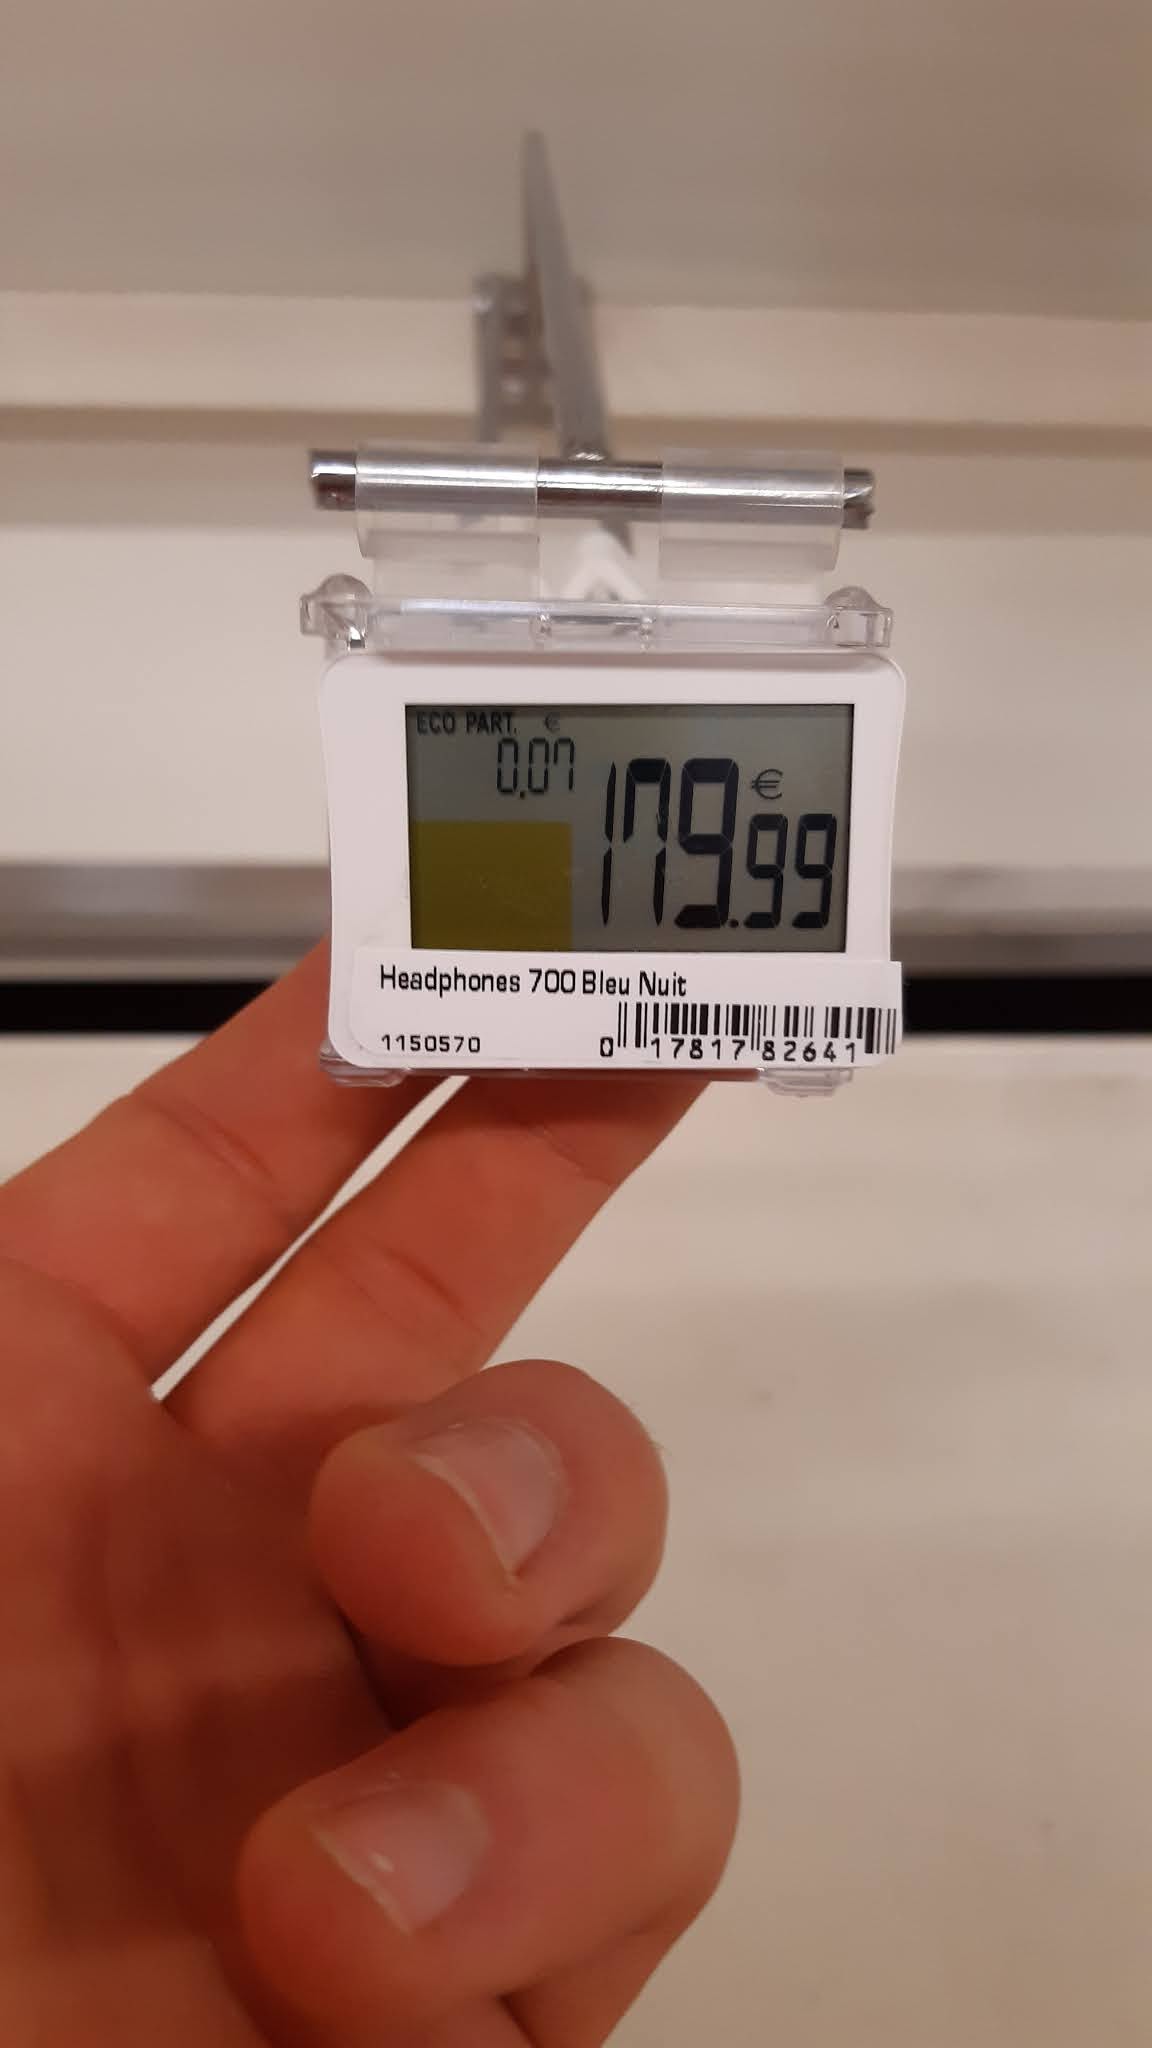 ECO PART. €
0.07
179.99 €
Headphones 700 Bleu Nuit
1150570
0 17817 82641